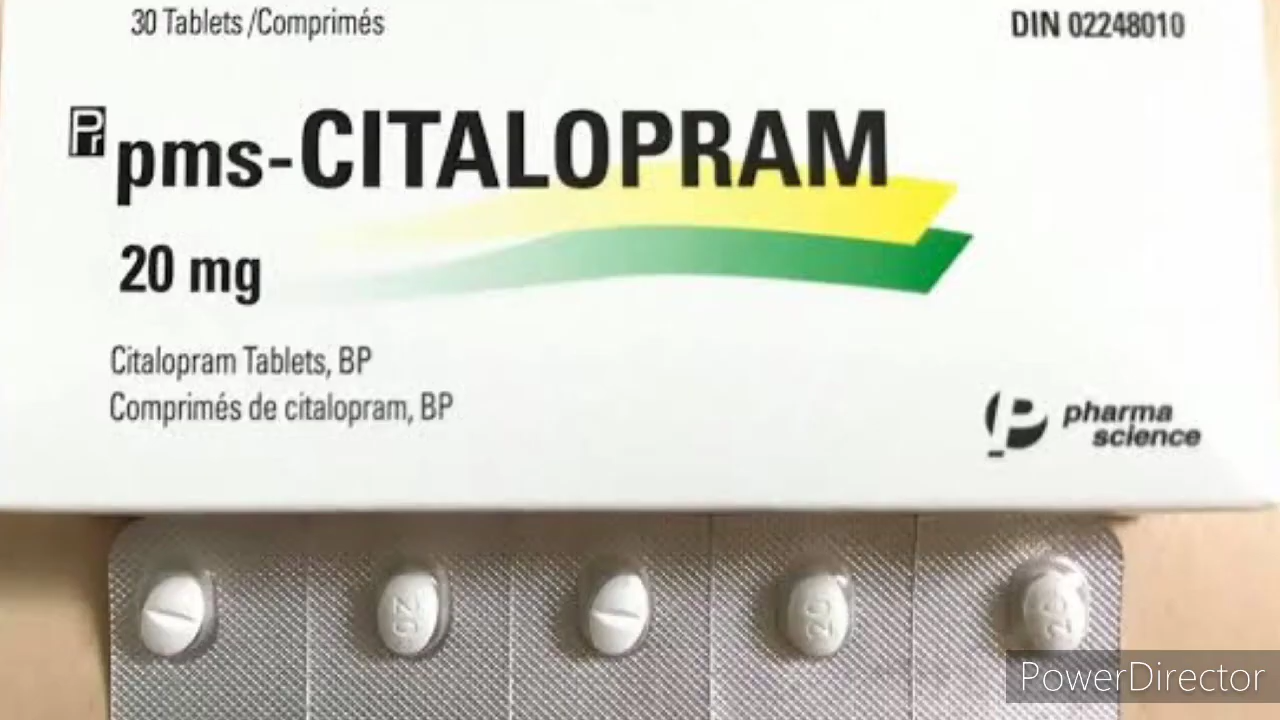 30 Tablets/Comprimés
DIN 02248010
Pr pms-CITALOPRAM
20 mg
Citalopram Tablets, BP
Comprimés de citalopram, BP
pharma
science
20
20
20
PowerDirector